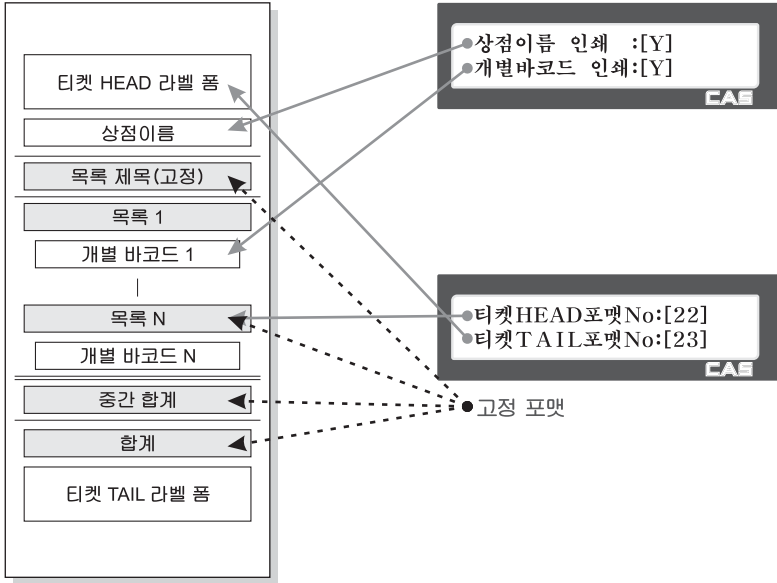 티켓 HEAD 라벨 폼
상점이름
목록 제목(고정)
목록 1
개별 바코드 1
목록 N
개별 바코드 N
중간 합계
합계
티켓 TAIL 라벨 폼
상점이름 인쇄 :[Y]
개별바코드 인쇄:[Y]
CAS
티켓HEAD포맷No:[22]
티켓TAIL포맷No:[23]
CAS
고정 포맷